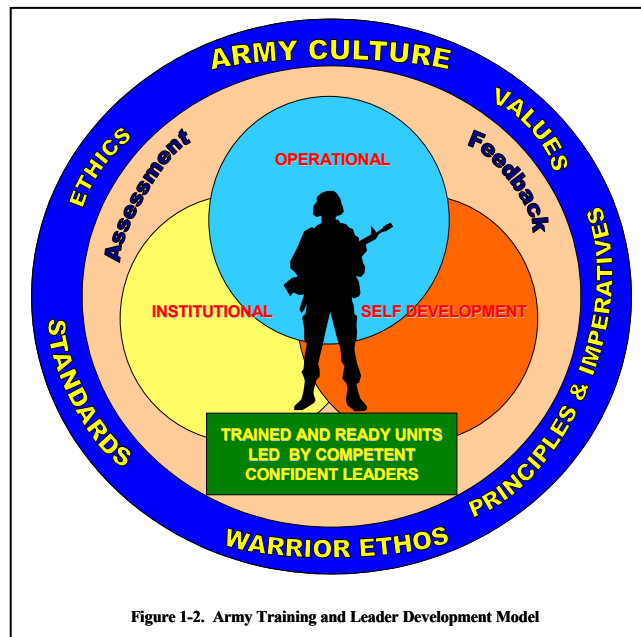 ARMY CULTURE
ETHICS
VALUES
Assessment
Feedback
OPERATIONAL
INSTITUTIONAL
SELF DEVELOPMENT
STANDARDS
PRINCIPLES & IMPERATIVES
TRAINED AND READY UNITS
LED BY COMPETENT
CONFIDENT LEADERS
WARRIOR ETHOS
Figure 1-2. Army Training and Leader Development Model